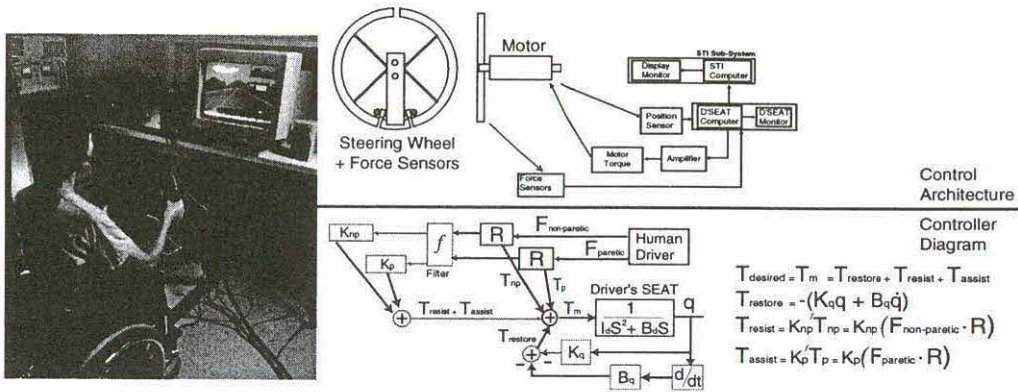 Motor
Steering Wheel
+ Force Sensors
STI Sub-System
Display
Monitor
STI
Computer
Position
Sensor
D'SEAT
Computer
D'SEAT
Monitor
Motor
Torque
Amplifier
Force
Sensors
Control
Architecture
Controller
Diagram
Knp
Kp
f
Filter
R
R
Fnon-paretic
Fparetic
Human
Driver
Tnp
Tp
Tresist + Tassist
Tm
Driver's SEAT
1
IdS² + BdS
q
Trestore
Kq
Bq
d/dt
Tdesired = Tm = Trestore + Tresist + Tassist
Trestore = -(Kqq + Bqq̇)
Tresist = Knp'Tnp = Knp(Fnon-paretic · R)
Tassist = Kp'Tp = Kp(Fparetic · R)